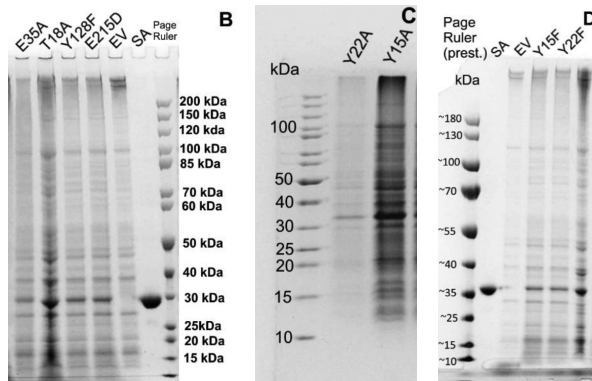 E35A T18A Y128F E215D EV SA Page Ruler B
200 kDa
150 kDa
120 kda
100 kDa
85 kDa
70 kDa
60 kDa
50 kDa
40 kDa
30 kDa
25kDa
20 kDa
15 kDa
C
kDa Y22A Y15A
100
50
40
30
25
20
15
10
D
Page
Ruler
(prest.) SA EV Y15F Y22F
kDa
~180
~130
~100
~70
~55
~40
~35
~25
~15
~10